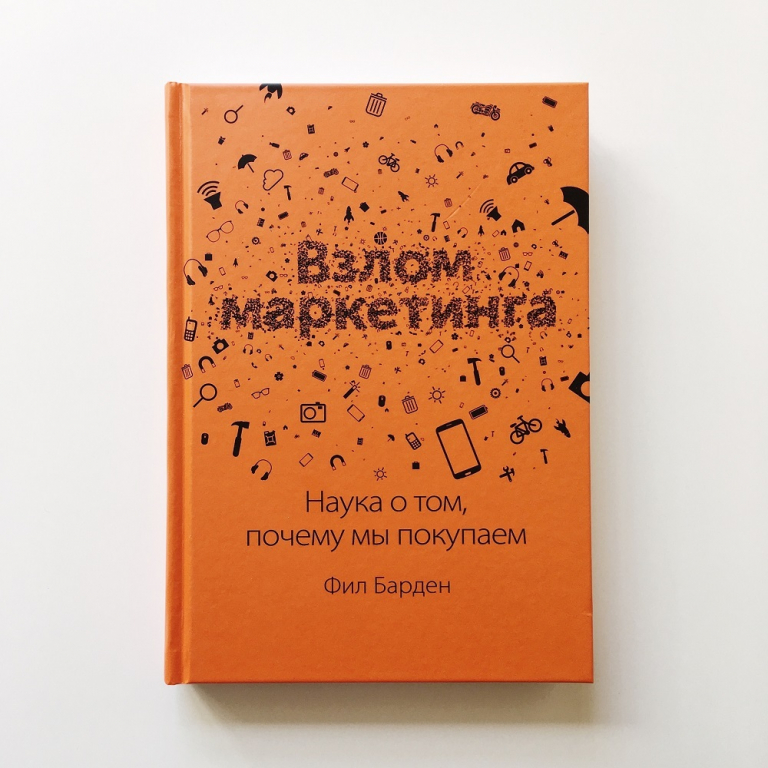 Взлом
маркетинга
Наука о том,
почему мы покупаем
Фил Барден